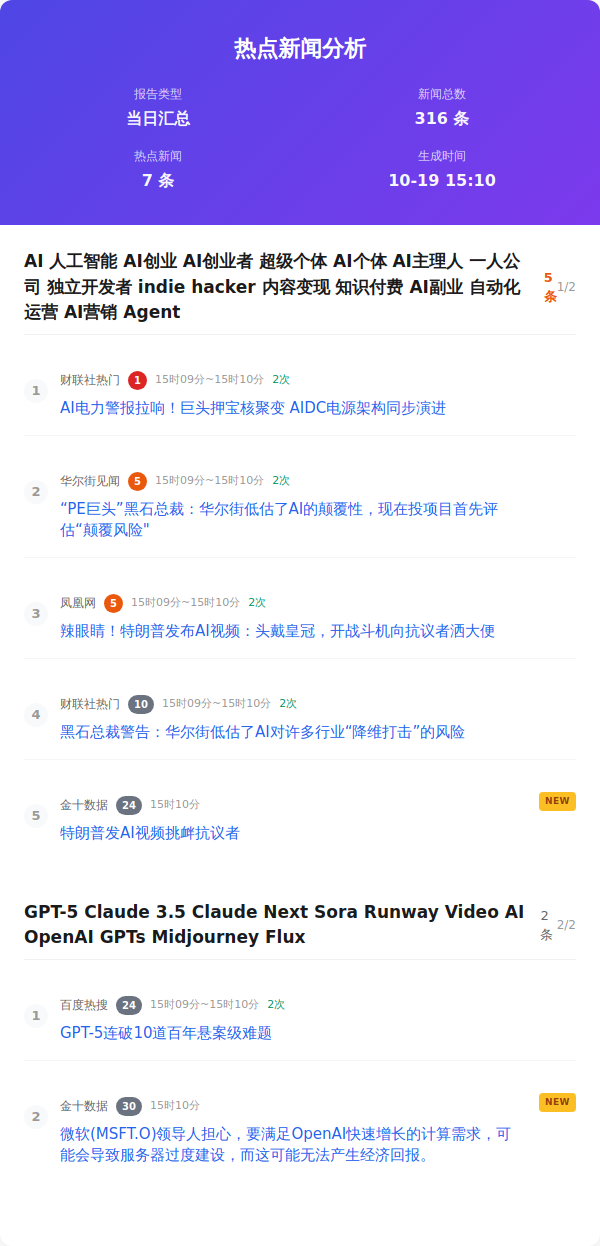 热点新闻分析
报告类型
新闻总数
当日汇总
316 条
热点新闻
生成时间
7 条
10-19 15:10
AI 人工智能 AI创业 AI创业者 超级个体 AI个体 AI主理人 一人公
司 独立开发者 indie hacker 内容变现 知识付费 AI副业 自动化
运营 AI营销 Agent
5
条
1/2
1
财联社热门 1 15时09分~15时10分 2次
AI电力警报拉响！巨头押宝核聚变 AIDC电源架构同步演进
2
华尔街见闻 5 15时09分~15时10分 2次
“PE巨头”黑石总裁：华尔街低估了AI的颠覆性，现在投项目首先评
估“颠覆风险"
3
凤凰网 5 15时09分~15时10分 2次
辣眼睛！特朗普发布AI视频：头戴皇冠，开战斗机向抗议者洒大便
4
财联社热门 10 15时09分~15时10分 2次
黑石总裁警告：华尔街低估了AI对许多行业“降维打击”的风险
5
金十数据 24 15时10分
NEW
特朗普发AI视频挑衅抗议者
GPT-5 Claude 3.5 Claude Next Sora Runway Video AI
OpenAI GPTs Midjourney Flux
2
条
2/2
1
百度热搜 24 15时09分~15时10分 2次
GPT-5连破10道百年悬案级难题
2
金十数据 30 15时10分
NEW
微软(MSFT.O)领导人担心，要满足OpenAI快速增长的计算需求，可
能会导致服务器过度建设，而这可能无法产生经济回报。